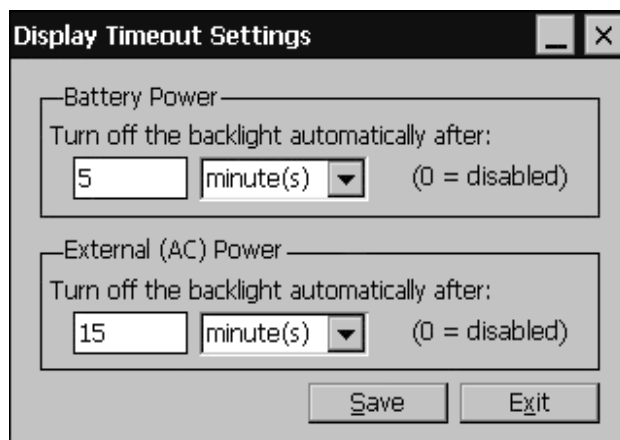 Display Timeout Settings
Battery Power
Turn off the backlight automatically after:
5 minute(s) (0 = disabled)
External (AC) Power
Turn off the backlight automatically after:
15 minute(s) (0 = disabled)
Save Exit